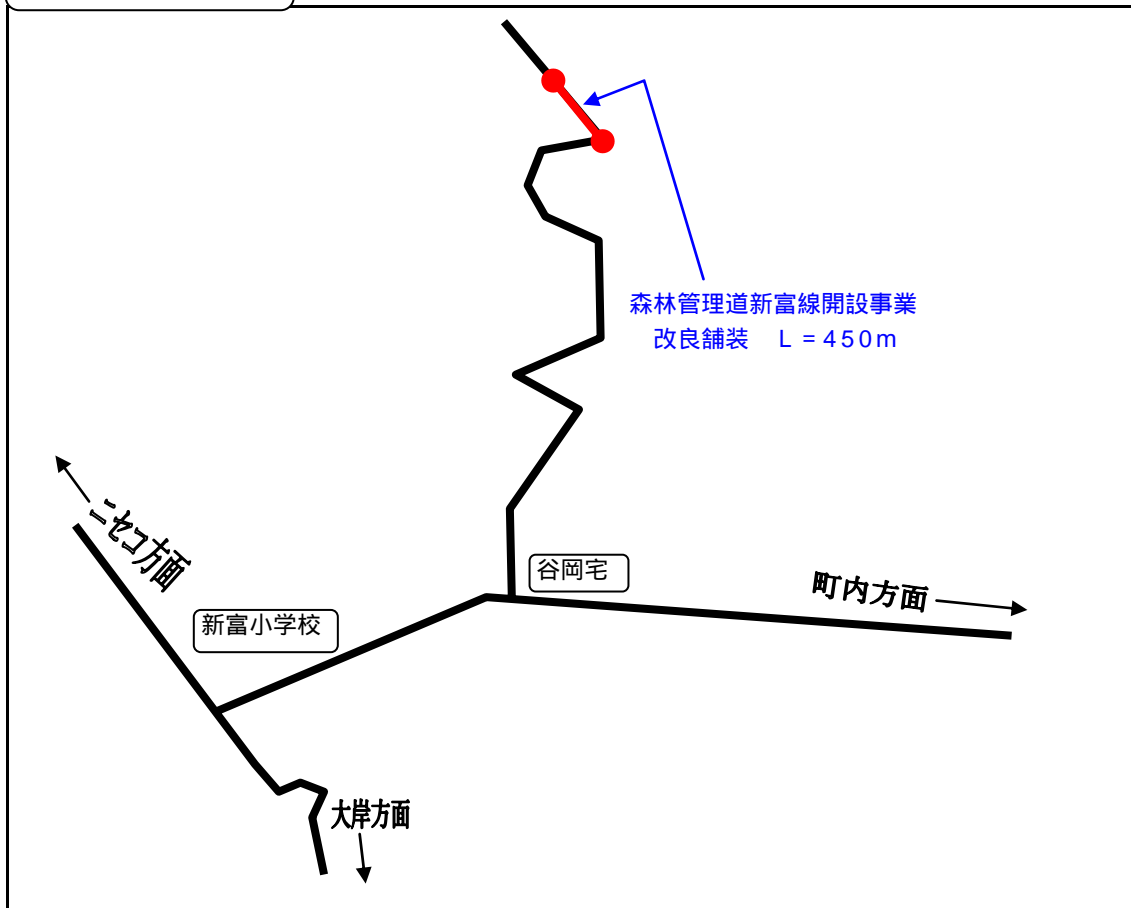 森林管理道新富線開設事業
改良舗装　Ｌ＝450ｍ
ニセコ方面
谷岡宅
町内方面
新富小学校
大岸方面